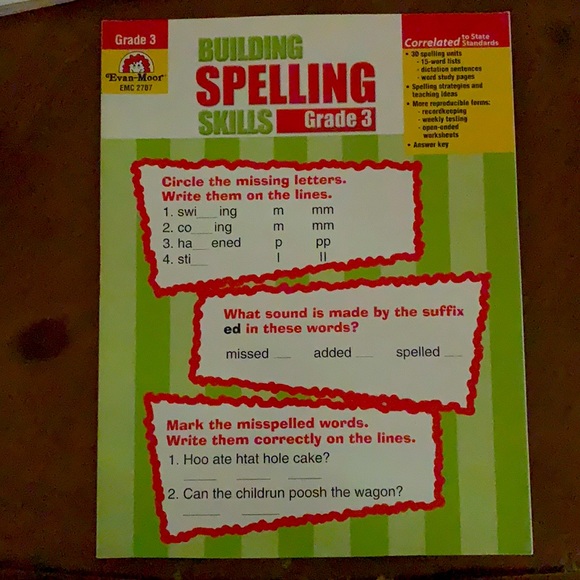 Grade 3
Evan-Moor
EMC 2707
BUILDING
SPELLING
SKILLS Grade 3
Correlated to State Standards
• 30 spelling units
- 15-word lists
- dictation sentences
- word study pages
• Spelling strategies and
teaching ideas
• More reproducible forms:
- recordkeeping
- weekly testing
- open-ended
worksheets
• Answer key
Circle the missing letters.
Write them on the lines.
1. swi___ing m mm
2. co___ing m mm
3. ha___ened p pp
4. sti___ l ll
What sound is made by the suffix
ed in these words?
missed ___ added ___ spelled ___
Mark the misspelled words.
Write them correctly on the lines.
1. Hoo ate htat hole cake?
2. Can the childrun poosh the wagon?